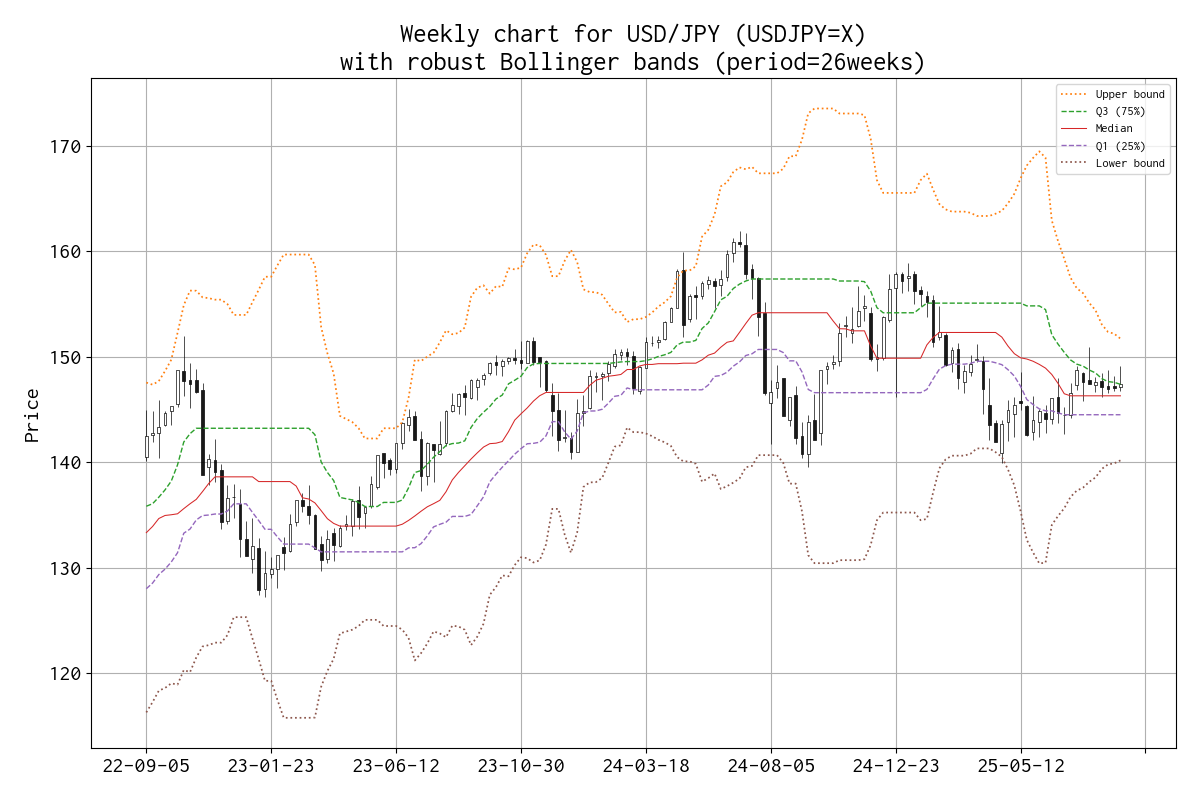 Weekly chart for USD/JPY (USDJPY=X)
with robust Bollinger bands (period=26weeks)
Upper bound
Q3 (75%)
Median
Q1 (25%)
Lower bound
Price
170
160
150
140
130
120
22-09-05
23-01-23
23-06-12
23-10-30
24-03-18
24-08-05
24-12-23
25-05-12